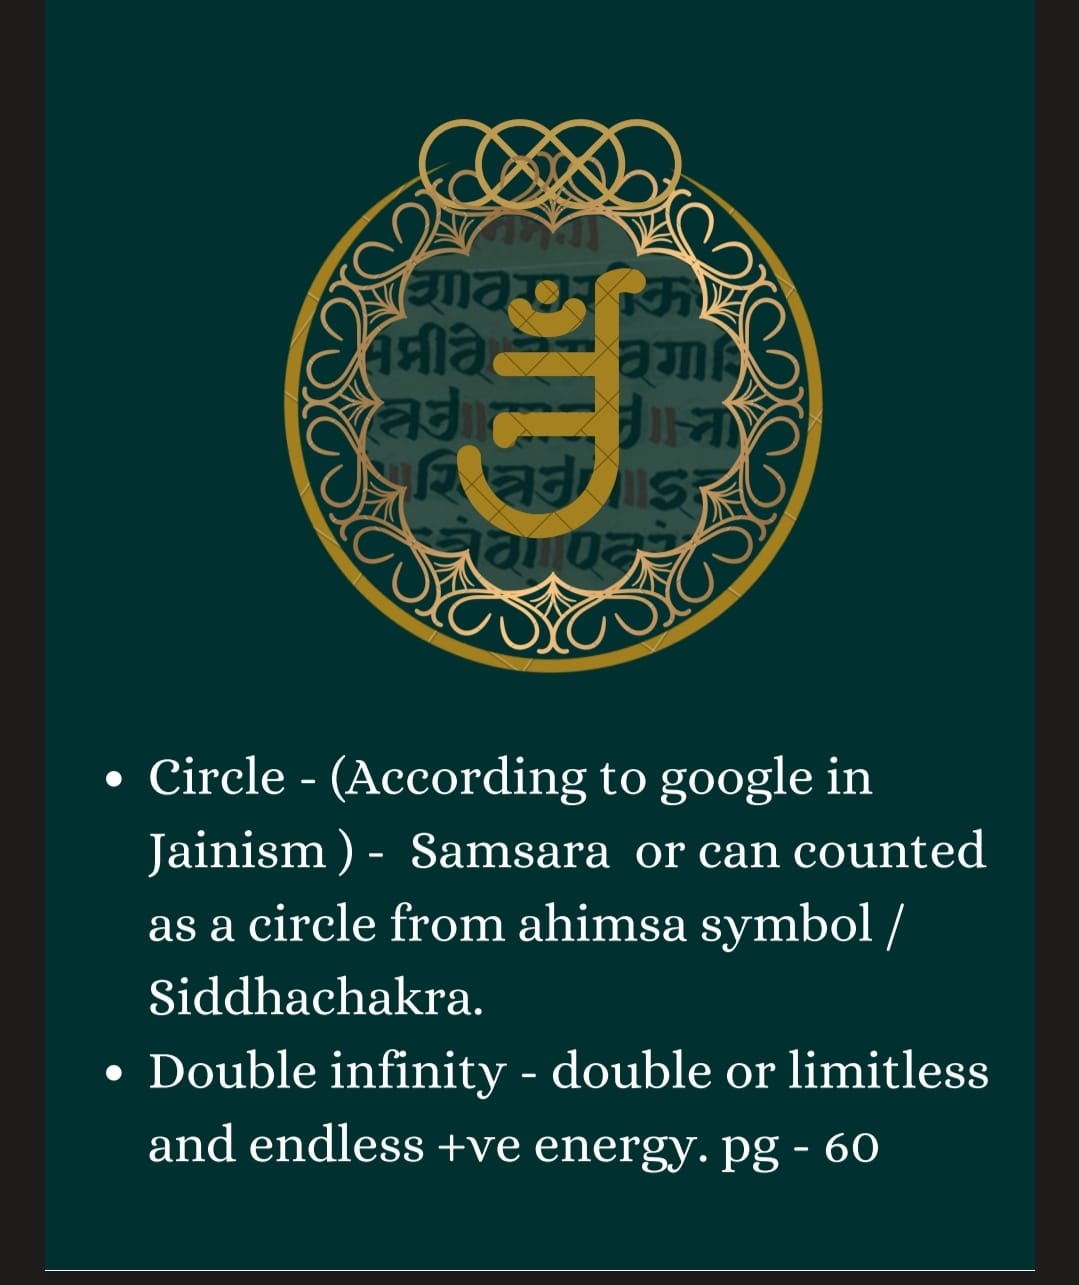 ꣽ
Circle - (According to google in
Jainism ) - Samsara or can counted
as a circle from ahimsa symbol /
Siddhachakra.
Double infinity - double or limitless
and endless +ve energy. pg - 60